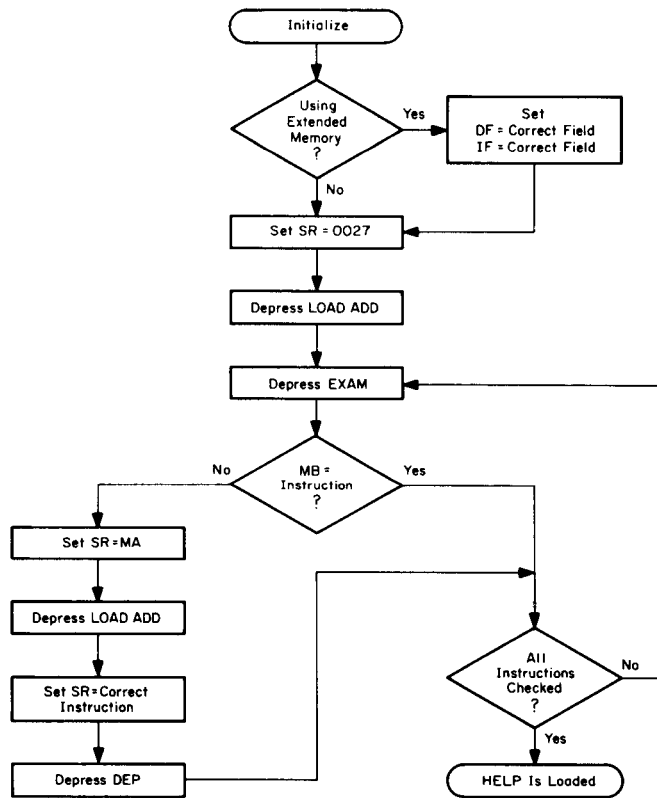 Initialize
Using
Extended
Memory
?
Yes
Set
DF = Correct Field
IF = Correct Field
No
Set SR = 0027
Depress LOAD ADD
Depress EXAM
No
MB =
Instruction
?
Yes
Set SR=MA
Depress LOAD ADD
Set SR=Correct
Instruction
Depress DEP
All
Instructions
Checked
?
No
Yes
HELP Is Loaded